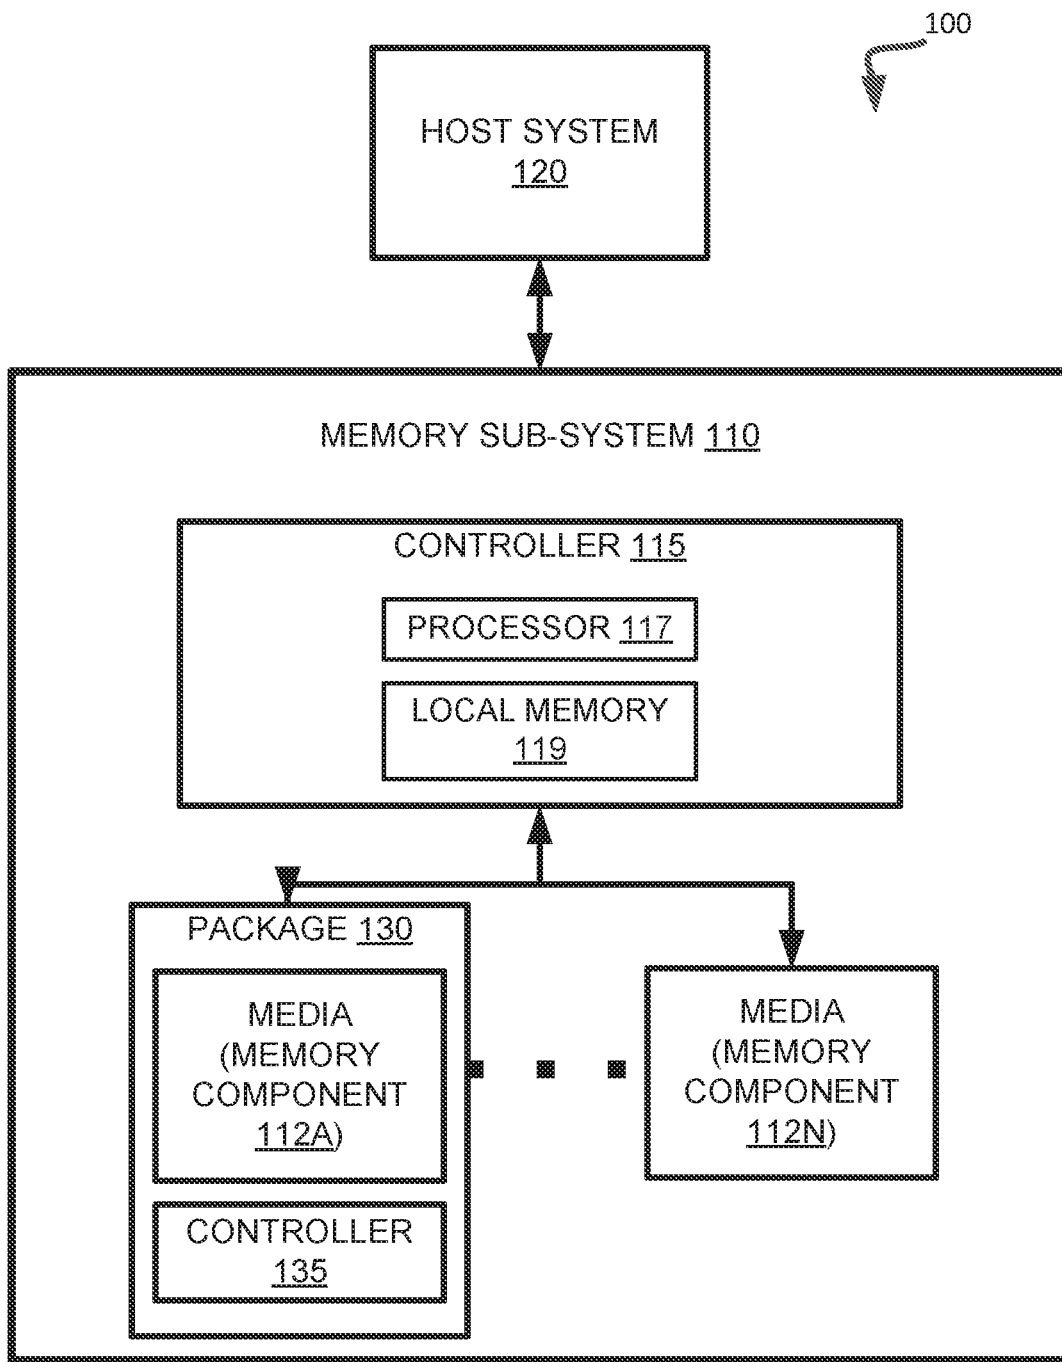 100
HOST SYSTEM
120
MEMORY SUB-SYSTEM 110
CONTROLLER 115
PROCESSOR 117
LOCAL MEMORY
119
PACKAGE 130
MEDIA
(MEMORY
COMPONENT
112A)
CONTROLLER
135
MEDIA
(MEMORY
COMPONENT
112N)